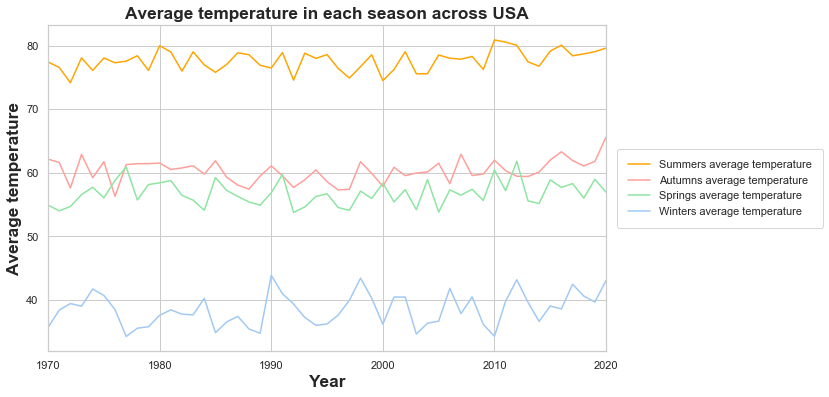 Average temperature in each season across USA
Average temperature
80
70
60
50
40
1970
1980
1990
2000
2010
2020
Year
Summers average temperature
Autumns average temperature
Springs average temperature
Winters average temperature